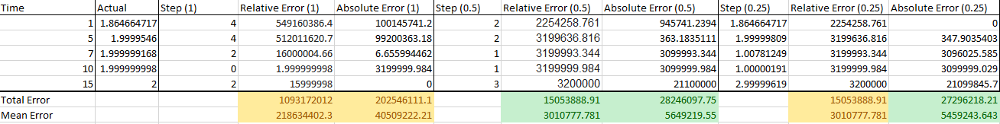 Time Actual Step (1) Relative Error (1) Absolute Error (1) Step (0.5) Relative Error (0.5) Absolute Error (0.5) Step (0.25) Relative Error (0.25) Absolute Error (0.25)
1 1.864664717 4 549160386.4 100145741.2 2 2254258.761 945741.2394 1.864664717 2254258.761 0
5 1.9999546 4 512011620.7 99200363.18 2 3199636.816 363.1835111 1.99999809 3199636.816 347.9035403
7 1.999999168 2 16000004.66 6.655994462 1 3199993.344 3099993.344 1.00781249 3199993.344 3096025.585
10 1.999999998 0 1.999999998 3199999.984 1 3199999.984 3099999.984 1.00000191 3199999.984 3099999.029
15 2 2 15999998 0 3 3200000 21100000 2.99999619 3200000 21099845.7
Total Error 1093172012 202546111.1 15053888.91 28246097.75 15053888.91 27296218.21
Mean Error 218634402.3 40509222.21 3010777.781 5649219.55 3010777.781 5459243.643